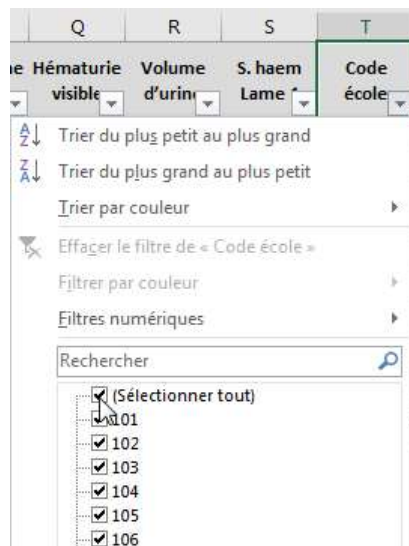 Q R S T
ne Hématurie Volume S. haem Code
visible d'urine Lame école
Trier du plus petit au plus grand
Trier du plus grand au plus petit
Trier par couleur
Effacer le filtre de « Code école »
Filtrer par couleur
Filtres numériques
Rechercher
(Sélectionner tout)
101
102
103
104
105
106